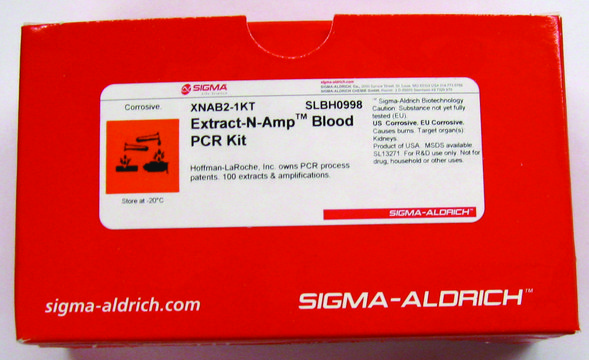 SIGMA
Corrosive.
XNAB2-1KT SLBH0998
Extract-N-Amp™ Blood
PCR Kit
Hoffman-LaRoche, Inc. owns PCR process
patents. 100 extracts & amplifications.
Store at -20°C
Sigma-Aldrich Biotechnology
Caution: Substance not yet fully
tested (EU).
US Corrosive. EU Corrosive.
Causes burns. Target organ(s)
Kidneys.
Product of USA. MSDS available.
SL13271 For R&D use only. Not for
drug, household or other uses.
SIGMA-ALDRICH
sigma-aldrich.com
SIGMA-ALDRICH™